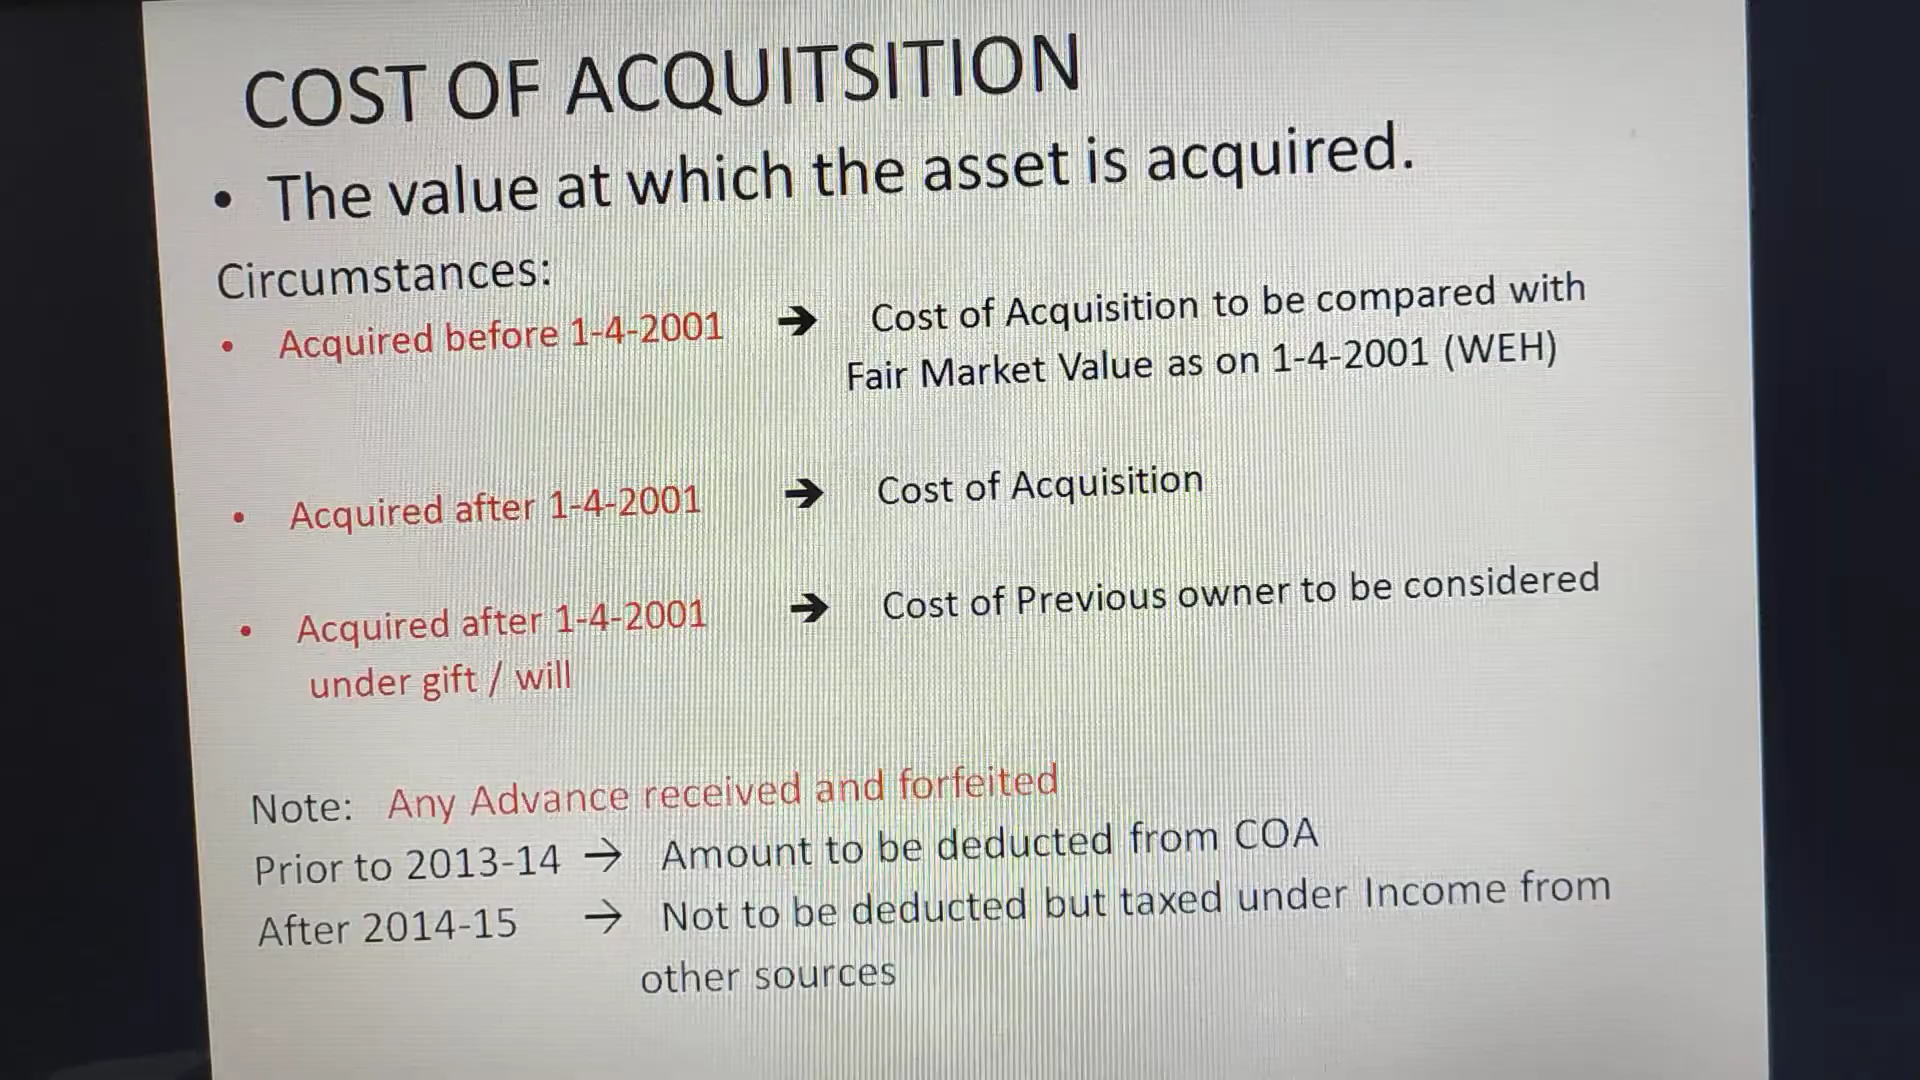 COST OF ACQUITSITION
• The value at which the asset is acquired.
Circumstances:
• Acquired before 1-4-2001 ➔ Cost of Acquisition to be compared with
Fair Market Value as on 1-4-2001 (WEH)
• Acquired after 1-4-2001 ➔ Cost of Acquisition
• Acquired after 1-4-2001 ➔ Cost of Previous owner to be considered
under gift / will
Note: Any Advance received and forfeited
Prior to 2013-14 → Amount to be deducted from COA
After 2014-15 → Not to be deducted but taxed under Income from
other sources